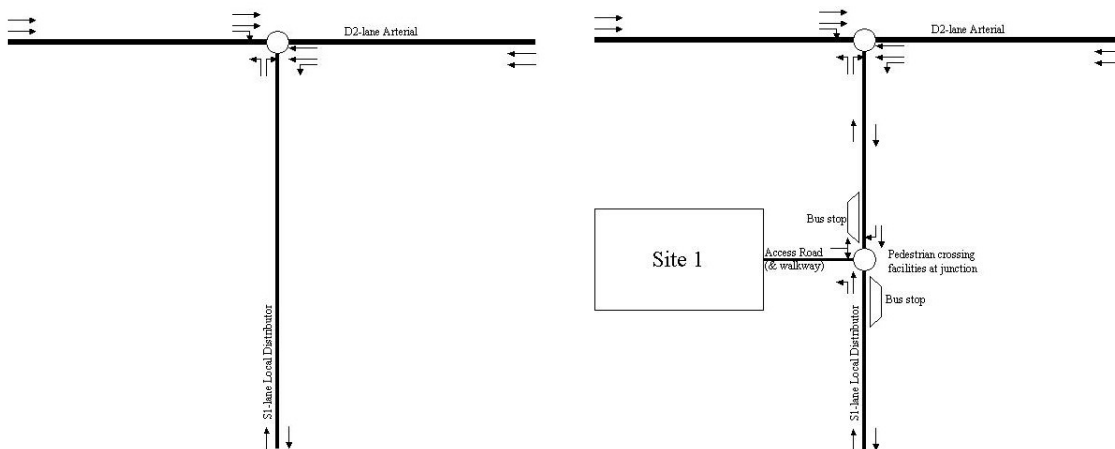 D2-lane Arterial
S1-lane Local Distributor
D2-lane Arterial
Bus stop
Site 1
Access Road
(& walkway)
Pedestrian crossing
facilities at junction
Bus stop
S1-lane Local Distributor